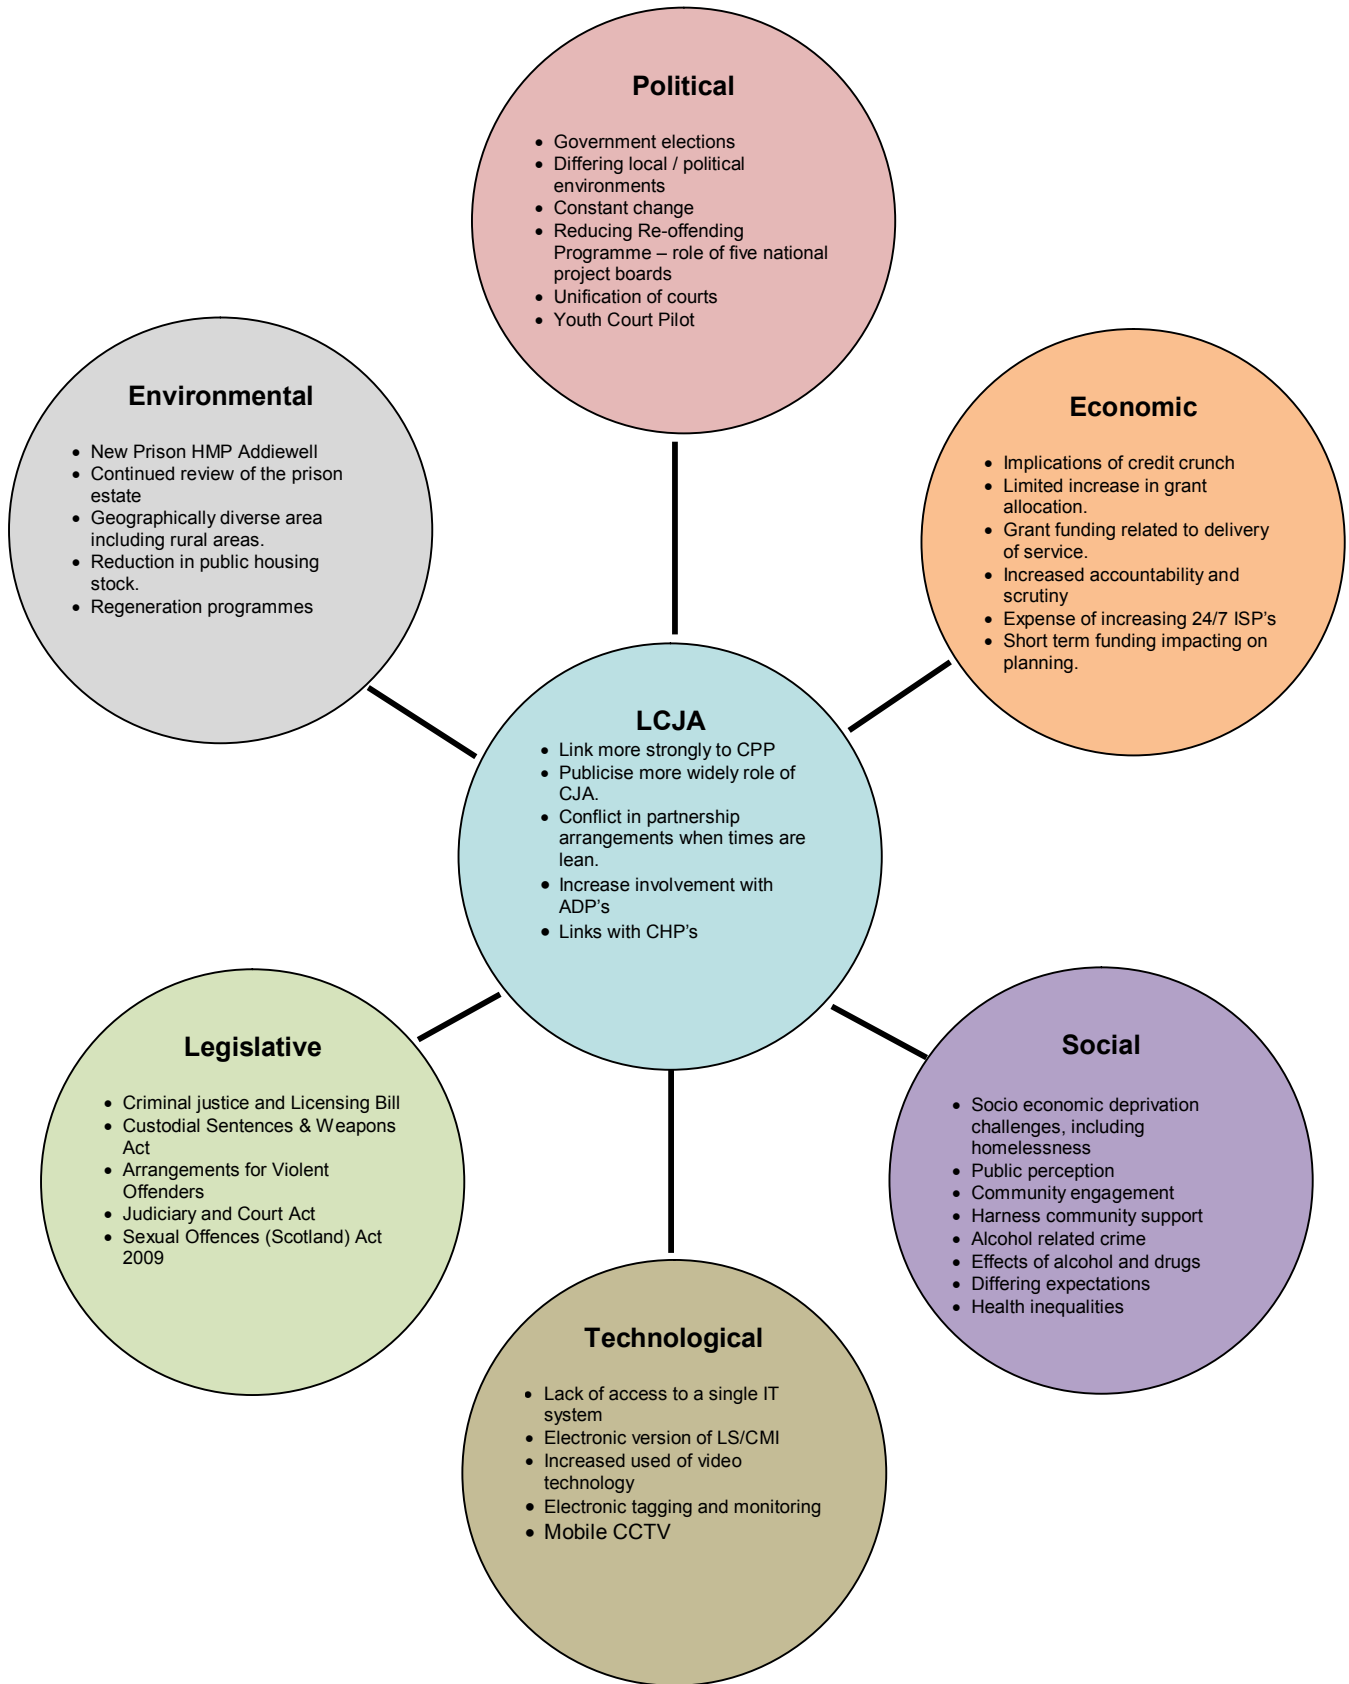 Political
• Government elections
• Differing local / political
environments
• Constant change
• Reducing Re-offending
Programme – role of five national
project boards
• Unification of courts
• Youth Court Pilot
Environmental
• New Prison HMP Addiewell
• Continued review of the prison
estate
• Geographically diverse area
including rural areas.
• Reduction in public housing
stock.
• Regeneration programmes
Economic
• Implications of credit crunch
• Limited increase in grant
allocation.
• Grant funding related to delivery
of service.
• Increased accountability and
scrutiny
• Expense of increasing 24/7 ISP's
• Short term funding impacting on
planning.
LCJA
• Link more strongly to CPP
• Publicise more widely role of
CJA.
• Conflict in partnership
arrangements when times are
lean.
• Increase involvement with
ADP's
• Links with CHP's
Legislative
• Criminal justice and Licensing Bill
• Custodial Sentences & Weapons
Act
• Arrangements for Violent
Offenders
• Judiciary and Court Act
• Sexual Offences (Scotland) Act
2009
Social
• Socio economic deprivation
challenges, including
homelessness
• Public perception
• Community engagement
• Harness community support
• Alcohol related crime
• Effects of alcohol and drugs
• Differing expectations
• Health inequalities
Technological
• Lack of access to a single IT
system
• Electronic version of LS/CMI
• Increased used of video
technology
• Electronic tagging and monitoring
• Mobile CCTV